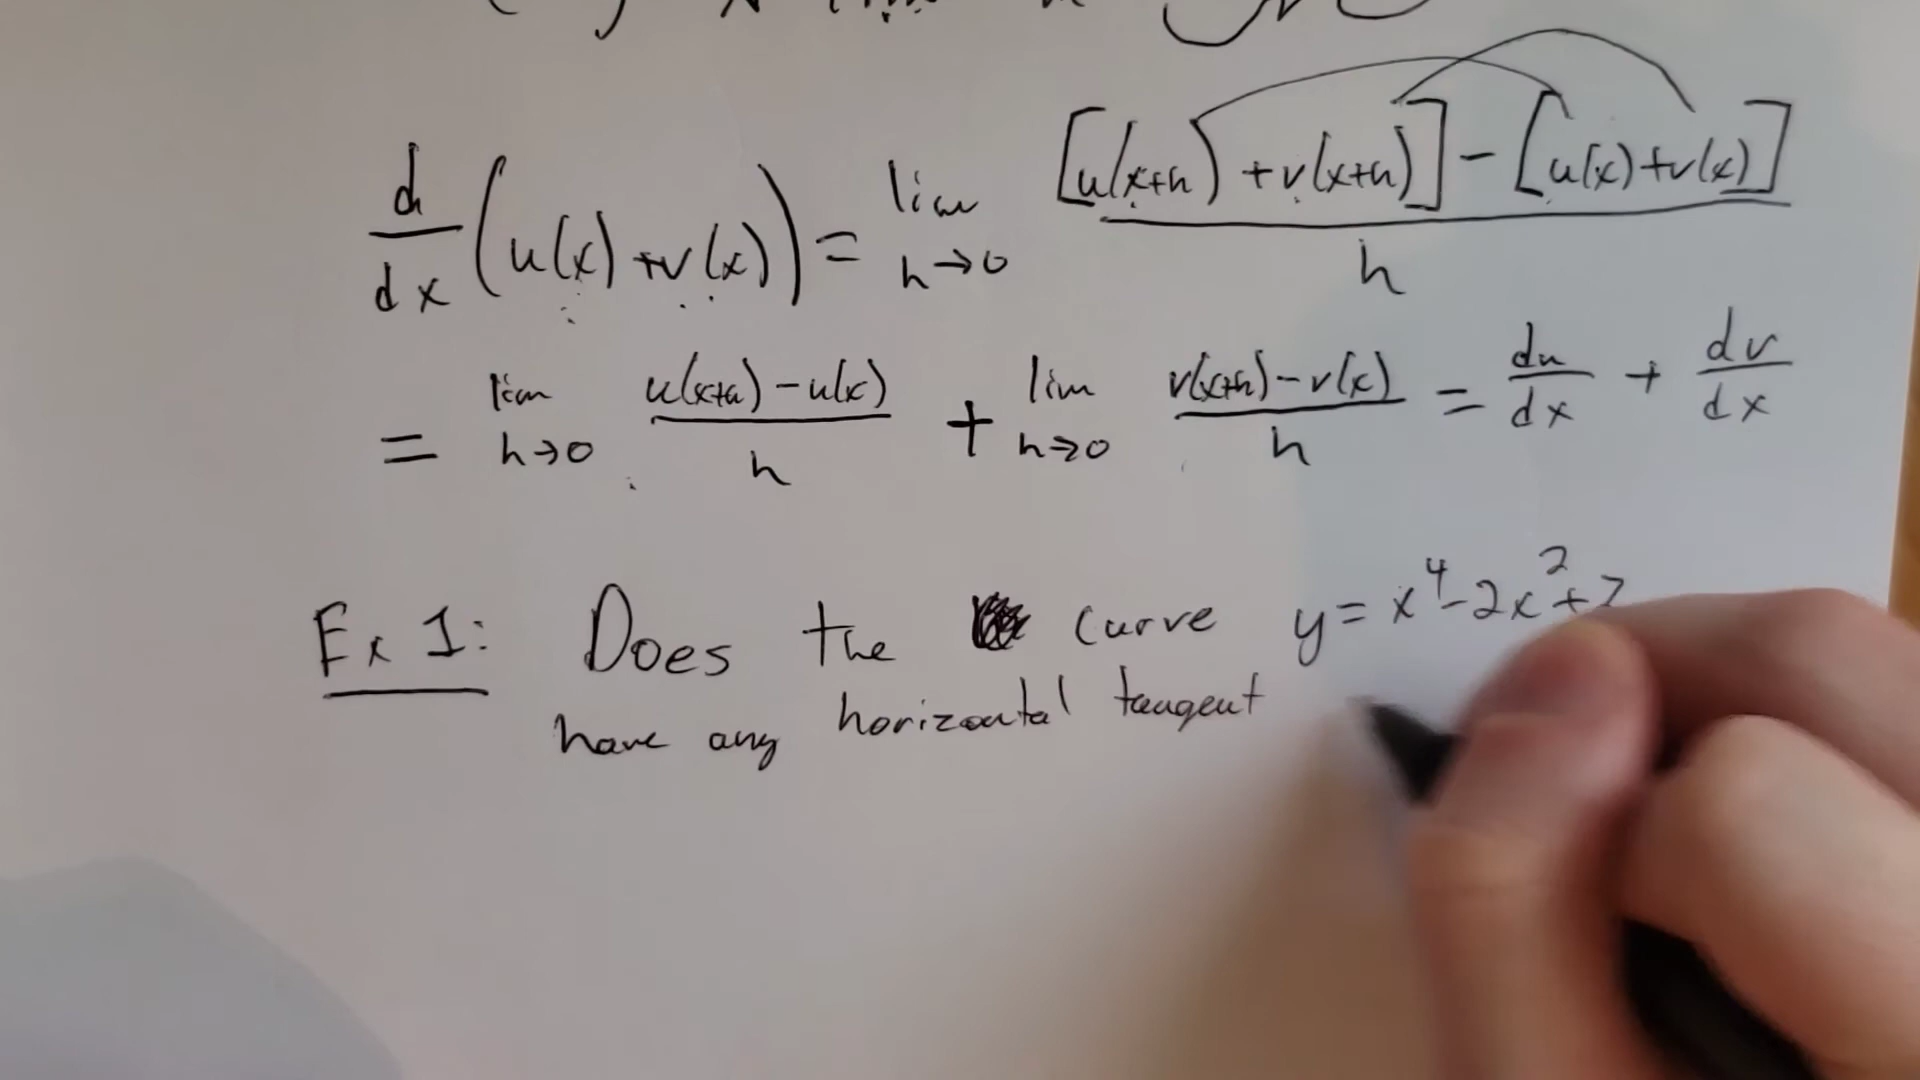 d/dx (u(x)+v(x)) = lim h→0 [u(x+h)+v(x+h)]-[u(x)+v(x)] / h
= lim h→0 u(x+h)-u(x) / h + lim h→0 v(x+h)-v(x) / h = du/dx + dv/dx
Ex 1: Does the curve y = x⁴-2x²+
have any horizontal tangent